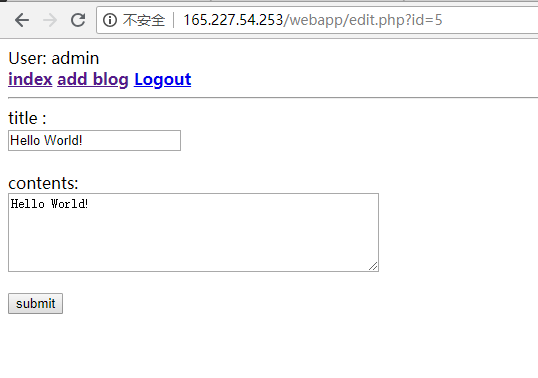 不安全 165.227.54.253/webapp/edit.php?id=5
User: admin
index add blog Logout
title :
Hello World!
contents:
Hello World!
submit